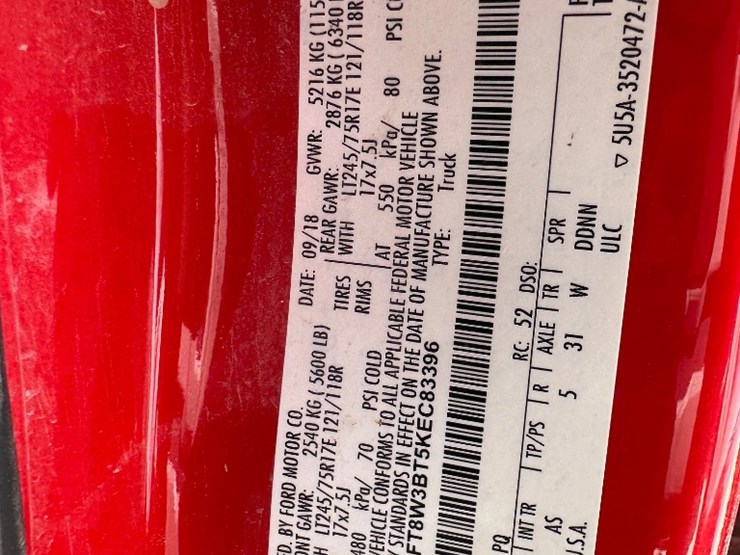 D. BY FORD MOTOR CO. DATE: 09/18 GVWR: 5216 KG (115
NT GAWR: 2540 KG ( 5600 LB) REAR GAWR: 2876 KG ( 6340
H LT245/75R17E 121/118R TIRES WITH LT245/75R17E 121/118R
17x7.5J RIMS 17x7.5J
480 kPa/ 70 PSI COLD AT 550 kPa/ 80 PSI C
VEHICLE CONFORMS TO ALL APPLICABLE FEDERAL MOTOR VEHICLE
Y STANDARDS IN EFFECT ON THE DATE OF MANUFACTURE SHOWN ABOVE.
FT8W3BT5KEC83396 TYPE: Truck
PQ RC: 52 DSO:
INT TR TP/PS R AXLE TR SPR
AS 5 31 W DDNN
.S.A. ULC
▽ 5U5A-3520472-